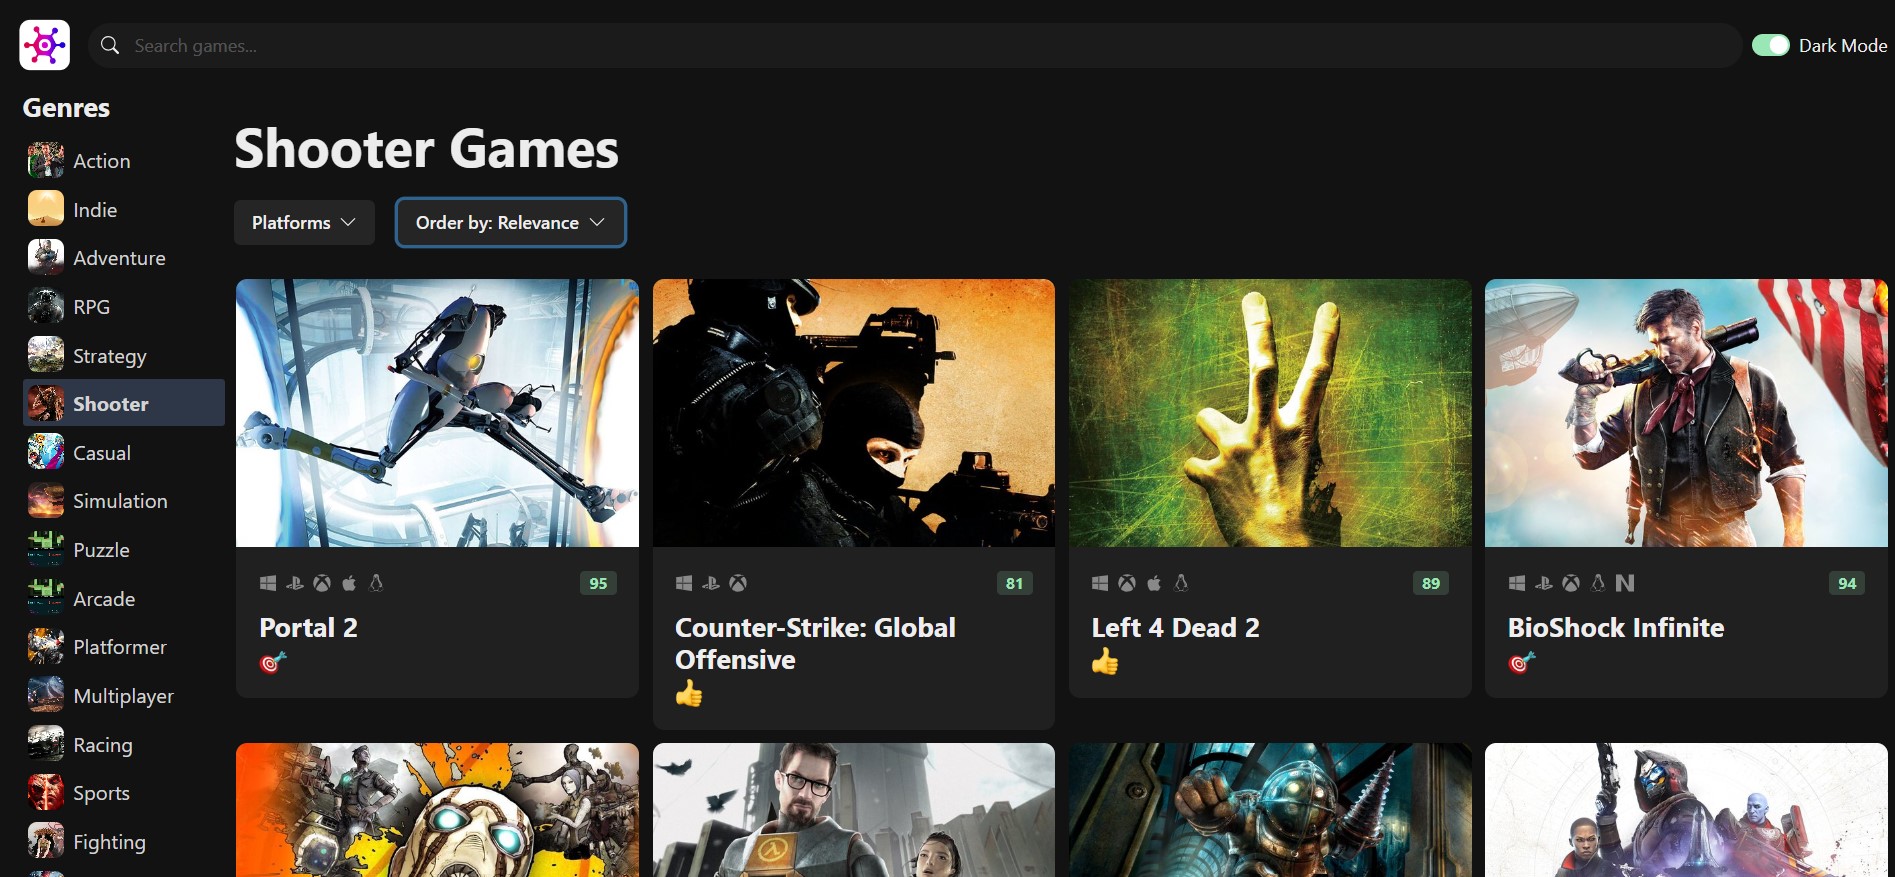 Search games...
Dark Mode
Genres
Action
Indie
Adventure
RPG
Strategy
Shooter
Casual
Simulation
Puzzle
Arcade
Platformer
Multiplayer
Racing
Sports
Fighting
Shooter Games
Platforms
Order by: Relevance
95
Portal 2
81
Counter-Strike: Global
Offensive
89
Left 4 Dead 2
94
BioShock Infinite